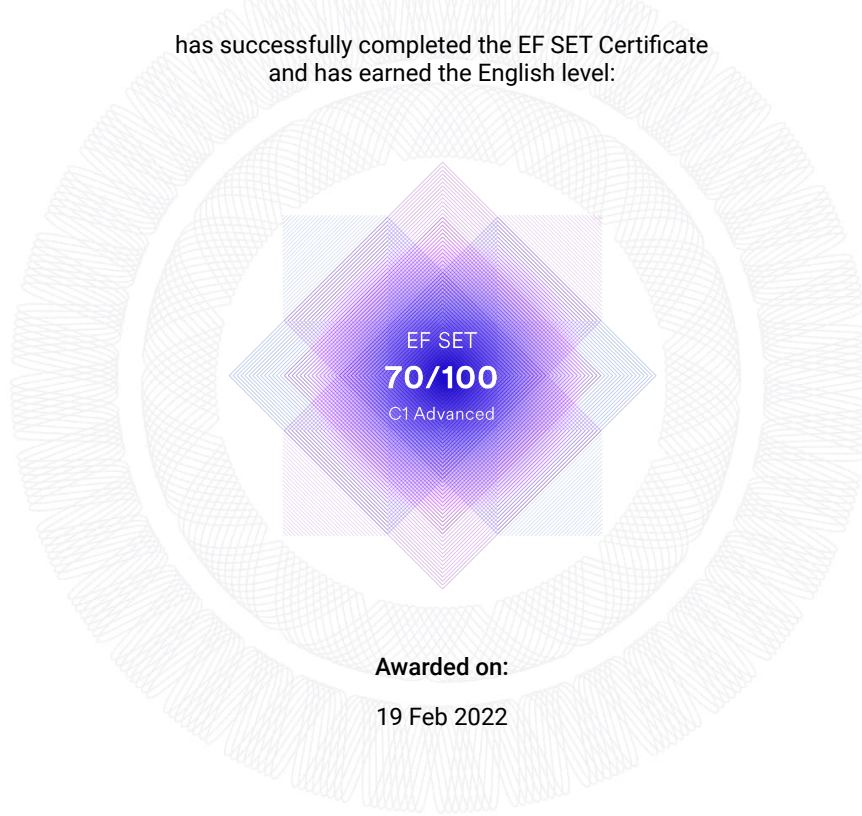 has successfully completed the EF SET Certificate
and has earned the English level:
EF SET
70/100
C1 Advanced
Awarded on:
19 Feb 2022